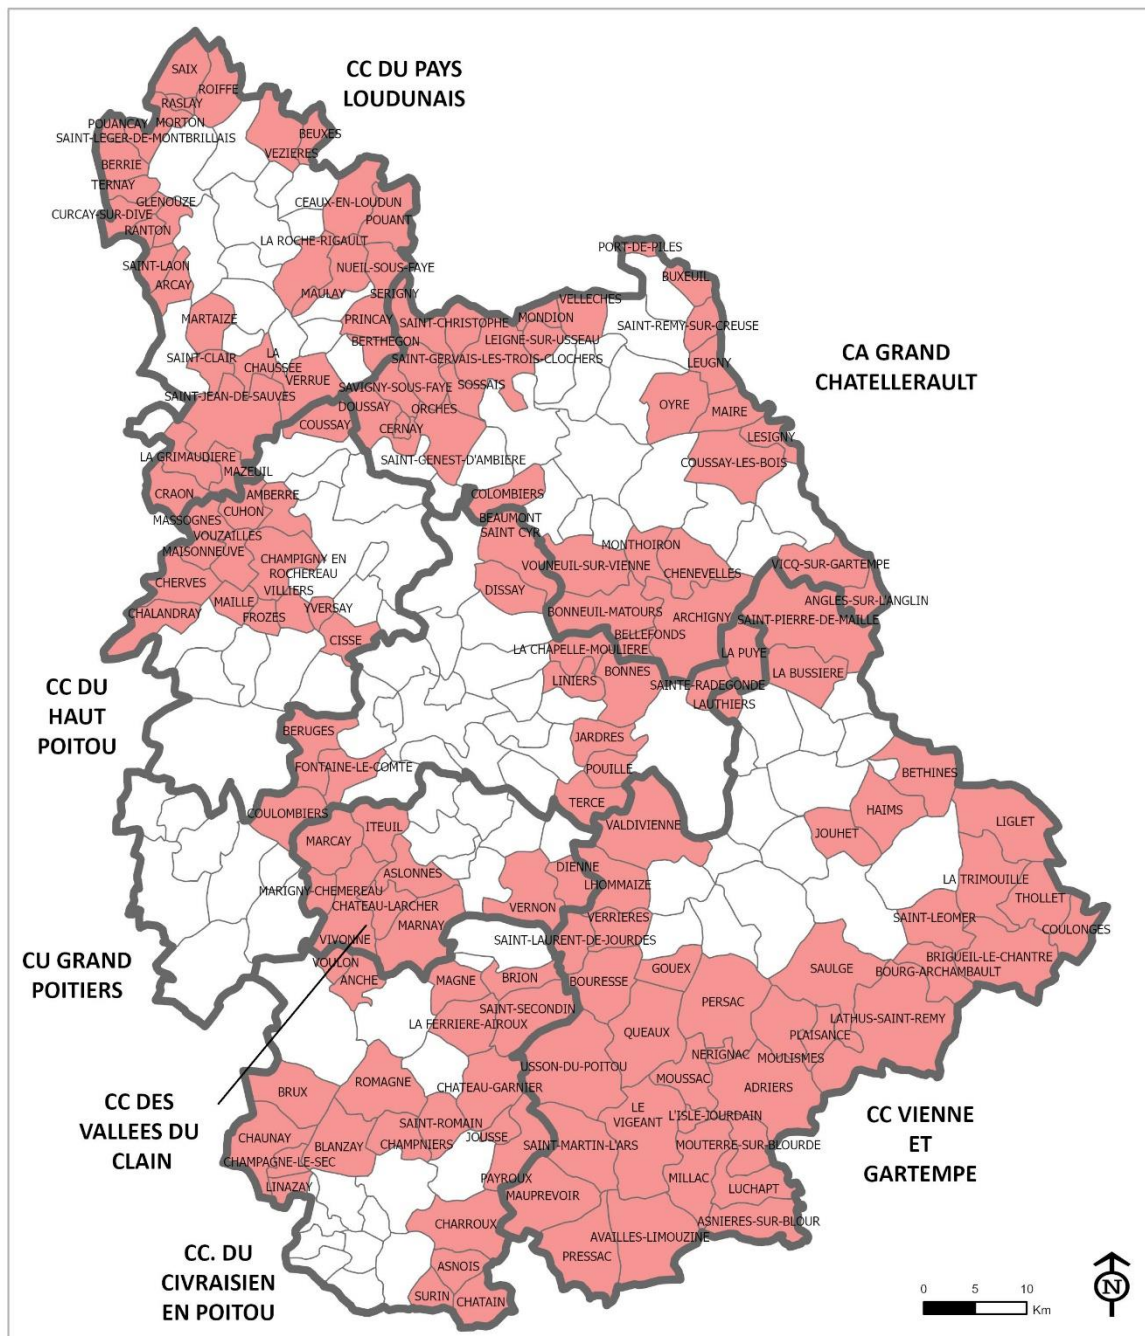 CC DU PAYS
LOUDUNAIS
SAIX
ROIFFE
RASLAY
MORTON
POUANCAY
SAINT-LEGER-DE-MONTBRILLAIS
BEUXES
VEZIERES
BERRIE
TERNAY
GLENOUZE
CURCAY-SUR-DIVE
RANTON
CEAUX-EN-LOUDUN
POUANT
LA ROCHE-RIGAULT
SAINT-LAON
ARCAY
NUEIL-SOUS-FAYE
MAULAY
SERIGNY
PORT-DE-PILES
BUXEUIL
VELLECHES
MARTAIZE
PRINCAY
SAINT-CHRISTOPHE
MONDION
SAINT-REMY-SUR-CREUSE
BERTHEGON
LEIGNE-SUR-USSEAU
SAINT-CLAIR
LA
CHAUSSEE
SAINT-GERVAIS-LES-TROIS-CLOCHERS
LEUGNY
CA GRAND
CHATELLERAULT
VERRUE
SAVIGNY-SOUS-FAYE
SOSSAIS
SAINT-JEAN-DE-SAUVES
DOUSSAY
ORCHES
OYRE
MAIRE
COUSSAY
CERNAY
LESIGNY
LA GRIMAUDIERE
MAZEUIL
SAINT-GENEST-D'AMBIERE
COUSSAY-LES-BOIS
CRAON
AMBERRE
COLOMBIERS
CUHON
MASSOGNES
BEAUMONT
SAINT CYR
VOUZAILLES
MAISONNEUVE
CHAMPIGNY EN
ROCHEREAU
MONTHOIRON
VOUNEUIL-SUR-VIENNE
CHENEVELLES
VICQ-SUR-GARTEMPE
CHERVES
VILLIERS
DISSAY
ANGLES-SUR-L'ANGLIN
CHALANDRAY
MAILLE
FROZES
YVERSAY
BONNEUIL-MATOURS
ARCHIGNY
SAINT-PIERRE-DE-MAILLE
CISSE
BELLEFONDS
LA CHAPELLE-MOULIERE
LA PUYE
LINIERS
BONNES
SAINTE-RADEGONDE
LA BUSSIERE
LAUTHIERS
CC DU
HAUT
POITOU
BERUGES
JARDRES
FONTAINE-LE-COMTE
POUILLE
BETHINES
TERCE
HAIMS
COULOMBIERS
ITEUIL
VALDIVIENNE
LIGLET
MARCAY
JOUHET
DIENNE
ASLONNES
LHOMMAIZE
LA TRIMOUILLE
MARIGNY-CHEMEREAU
CHATEAU-LARCHER
VERNON
THOLLET
VERRIERES
SAINT-LEOMER
MARNAY
COULONGES
VIVONNE
SAINT-LAURENT-DE-JOURDES
BRIGUEIL-LE-CHANTRE
CU GRAND
POITIERS
VOULON
ANCHE
MAGNE
BRION
BOURESSE
GOUEX
SAULGE
BOURG-ARCHAMBAULT
SAINT-SECONDIN
PERSAC
LA FERRIERE-AIROUX
QUEAUX
LATHUS-SAINT-REMY
PLAISANCE
NERIGNAC
MOULISMES
USSON-DU-POITOU
ROMAGNE
MOUSSAC
BRUX
CHATEAU-GARNIER
ADRIERS
CC DES
VALLEES DU
CLAIN
LE
VIGEANT
L'ISLE-JOURDAIN
CC VIENNE
ET
GARTEMPE
SAINT-ROMAIN
CHAUNAY
BLANZAY
CHAMPNIERS
JOUSSE
SAINT-MARTIN-L'ARS
MOUTERRE-SUR-BLOURDE
CHAMPAGNE-LE-SEC
LINAZAY
PAYROUX
MILLAC
LUCHAPT
MAUPREVOIR
CHARROUX
ASNIERES-SUR-BLOUR
AVAILLES-LIMOUZINE
CC. DU
CIVRAISIEN
EN POITOU
PRESSAC
ASNOIS
SURIN
CHATAIN
0 5 10
Km
N